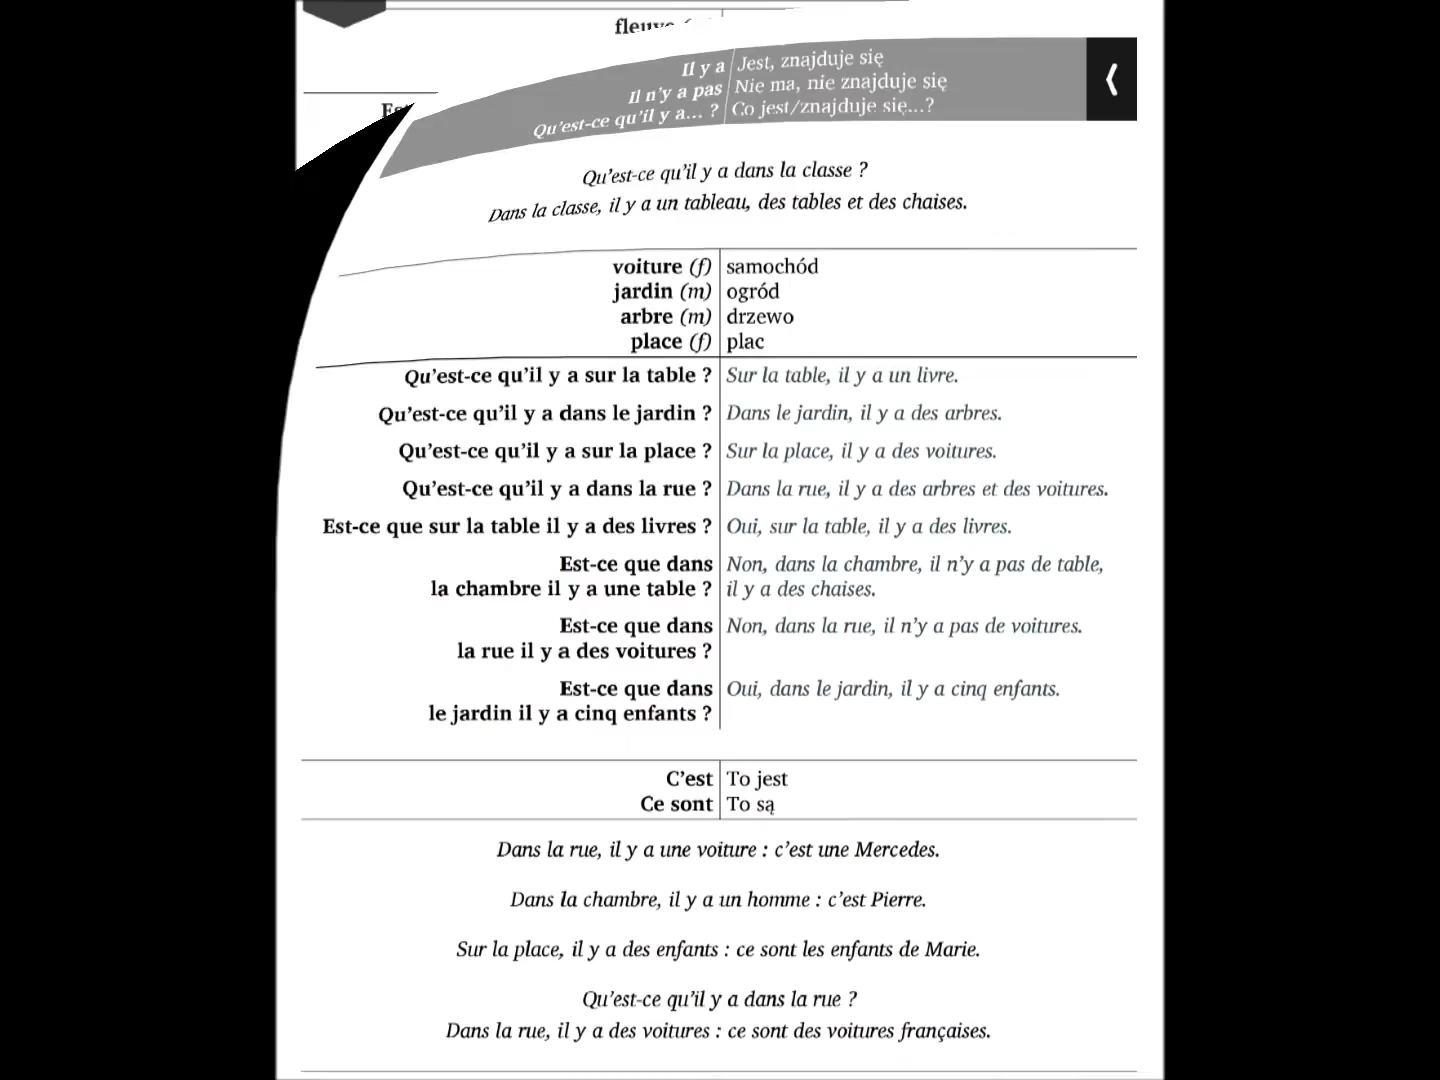 Il y a Jest, znajduje się
Il n'y a pas Nie ma, nie znajduje się
Qu'est-ce qu'il y a... ? Co jest/znajduje się...?
Qu'est-ce qu'il y a dans la classe ?
Dans la classe, il y a un tableau, des tables et des chaises.
voiture (f) samochód
jardin (m) ogród
arbre (m) drzewo
place (f) plac
Qu'est-ce qu'il y a sur la table ? Sur la table, il y a un livre.
Qu'est-ce qu'il y a dans le jardin ? Dans le jardin, il y a des arbres.
Qu'est-ce qu'il y a sur la place ? Sur la place, il y a des voitures.
Qu'est-ce qu'il y a dans la rue ? Dans la rue, il y a des arbres et des voitures.
Est-ce que sur la table il y a des livres ? Oui, sur la table, il y a des livres.
Est-ce que dans Non, dans la chambre, il n'y a pas de table,
la chambre il y a une table ? il y a des chaises.
Est-ce que dans Non, dans la rue, il n'y a pas de voitures.
la rue il y a des voitures ?
Est-ce que dans Oui, dans le jardin, il y a cinq enfants.
le jardin il y a cinq enfants ?
C'est To jest
Ce sont To są
Dans la rue, il y a une voiture : c'est une Mercedes.
Dans la chambre, il y a un homme : c'est Pierre.
Sur la place, il y a des enfants : ce sont les enfants de Marie.
Qu'est-ce qu'il y a dans la rue ?
Dans la rue, il y a des voitures : ce sont des voitures françaises.